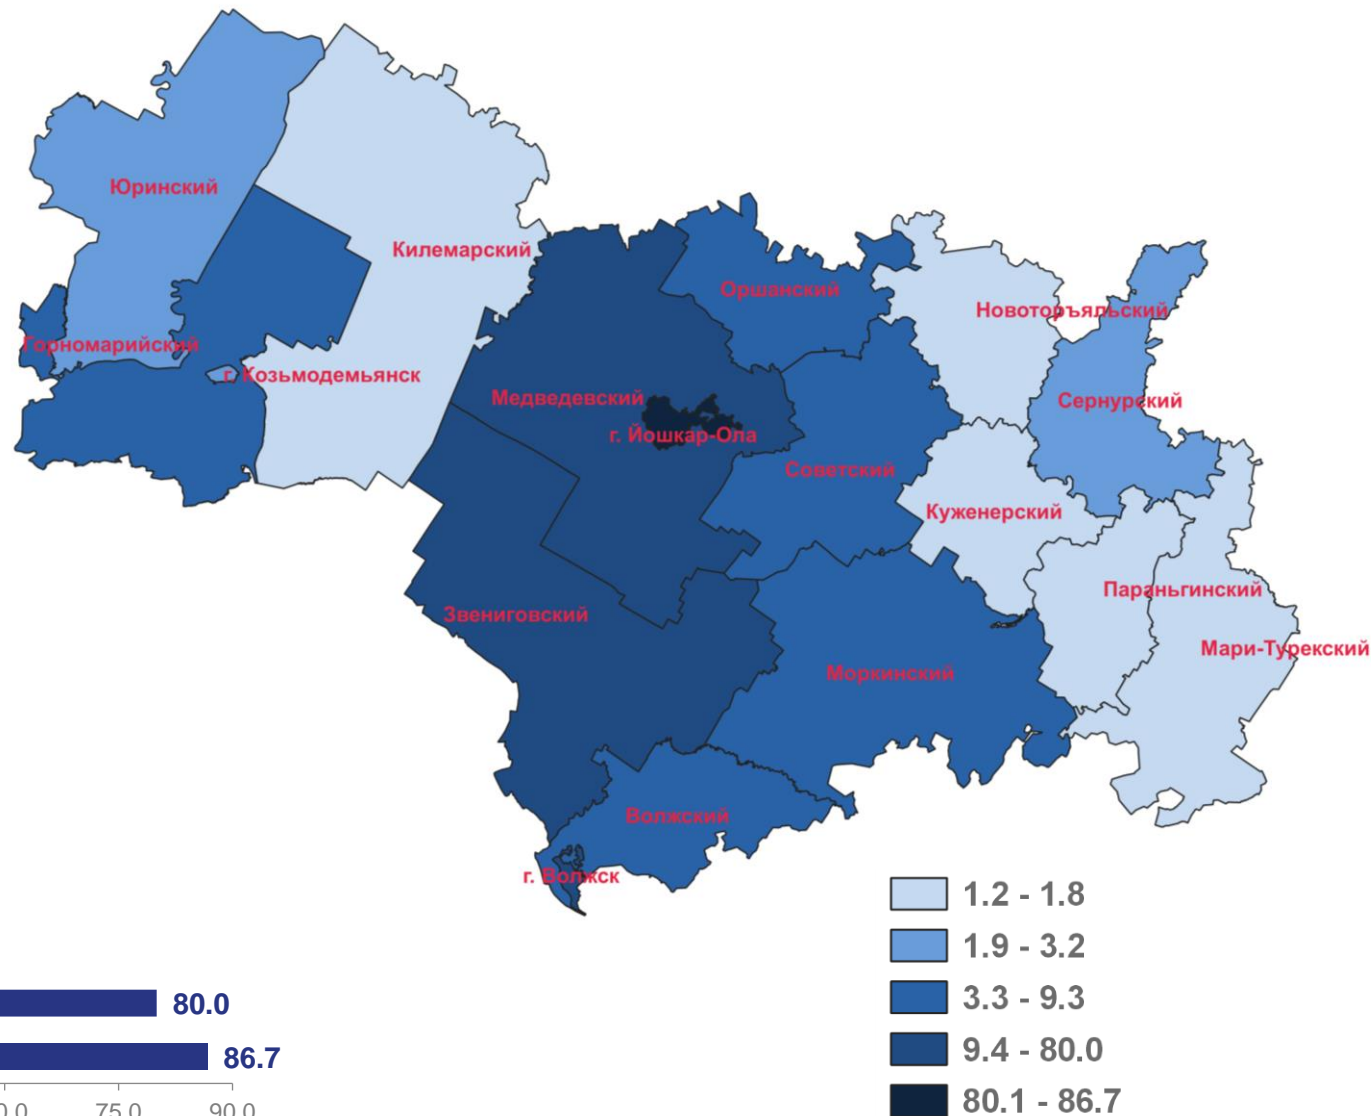 Юринский
Килемарский
Оршанский
Новоторъяльский
Горномарийский
г. Козьмодемьянск
Медведевский
Сернурский
г. Йошкар-Ола
Советский
Куженерский
Параньгинский
Звениговский
Мари-Турекский
Моркинский
Волжский
г. Волжск
1.2 - 1.8
1.9 - 3.2
3.3 - 9.3
9.4 - 80.0
80.1 - 86.7
80.0
86.7
75.0 90.0